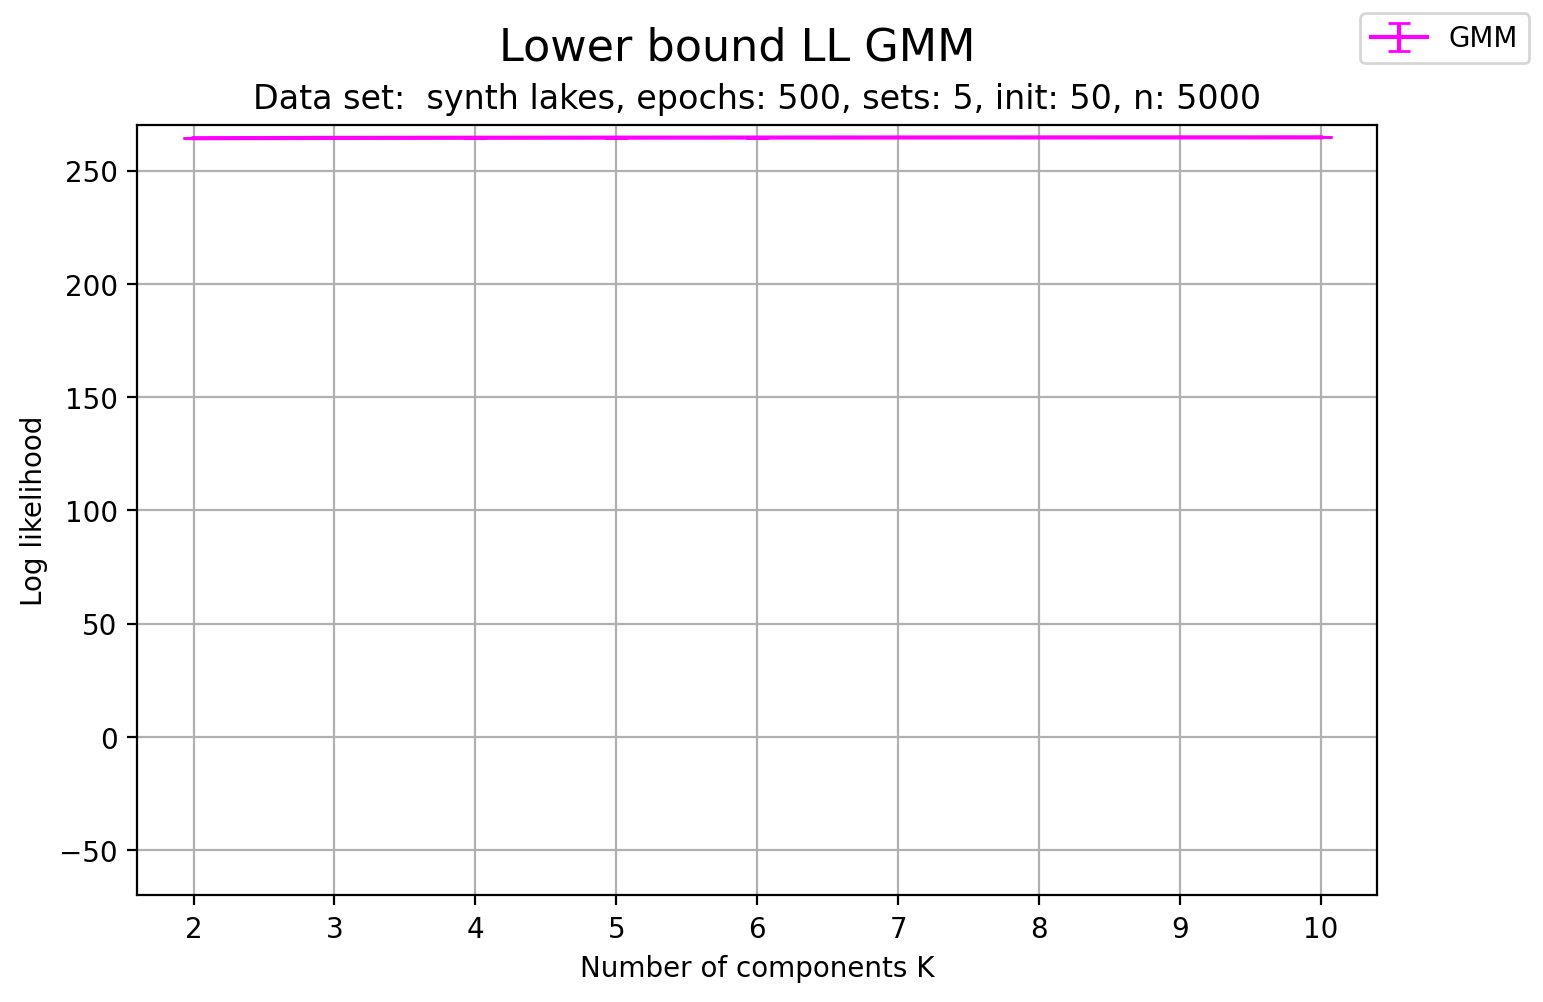 Lower bound LL GMM
GMM
Data set:  synth lakes, epochs: 500, sets: 5, init: 50, n: 5000
250
200
150
100
50
0
−50
Log likelihood
2 3 4 5 6 7 8 9 10
Number of components K